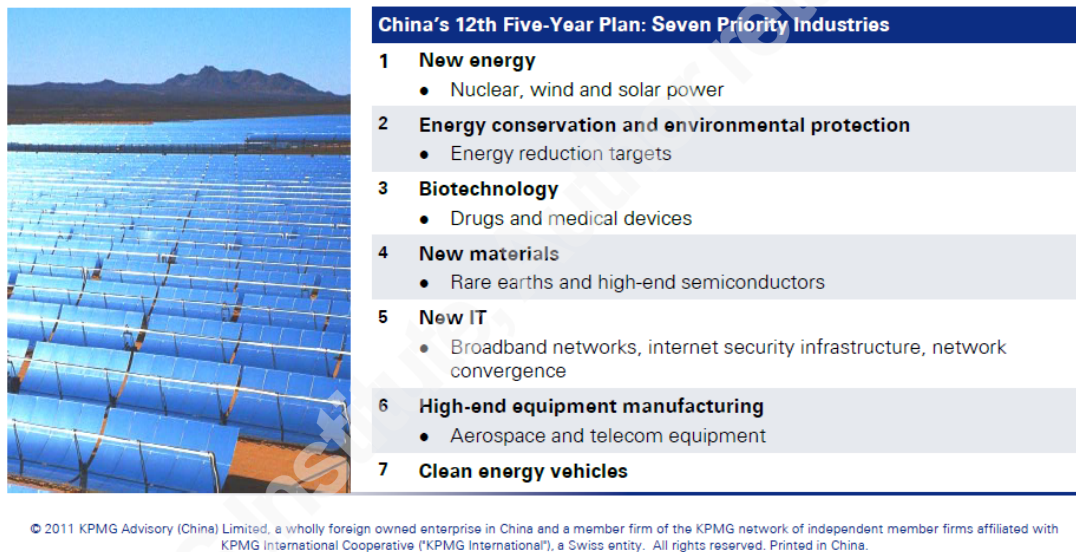 China's 12th Five-Year Plan: Seven Priority Industries
1 New energy
● Nuclear, wind and solar power
2 Energy conservation and environmental protection
● Energy reduction targets
3 Biotechnology
● Drugs and medical devices
4 New materials
● Rare earths and high-end semiconductors
5 New IT
● Broadband networks, internet security infrastructure, network
convergence
6 High-end equipment manufacturing
● Aerospace and telecom equipment
7 Clean energy vehicles
© 2011 KPMG Advisory (China) Limited, a wholly foreign owned enterprise in China and a member firm of the KPMG network of independent member firms affiliated with
KPMG International Cooperative ("KPMG International"), a Swiss entity. All rights reserved. Printed in China.